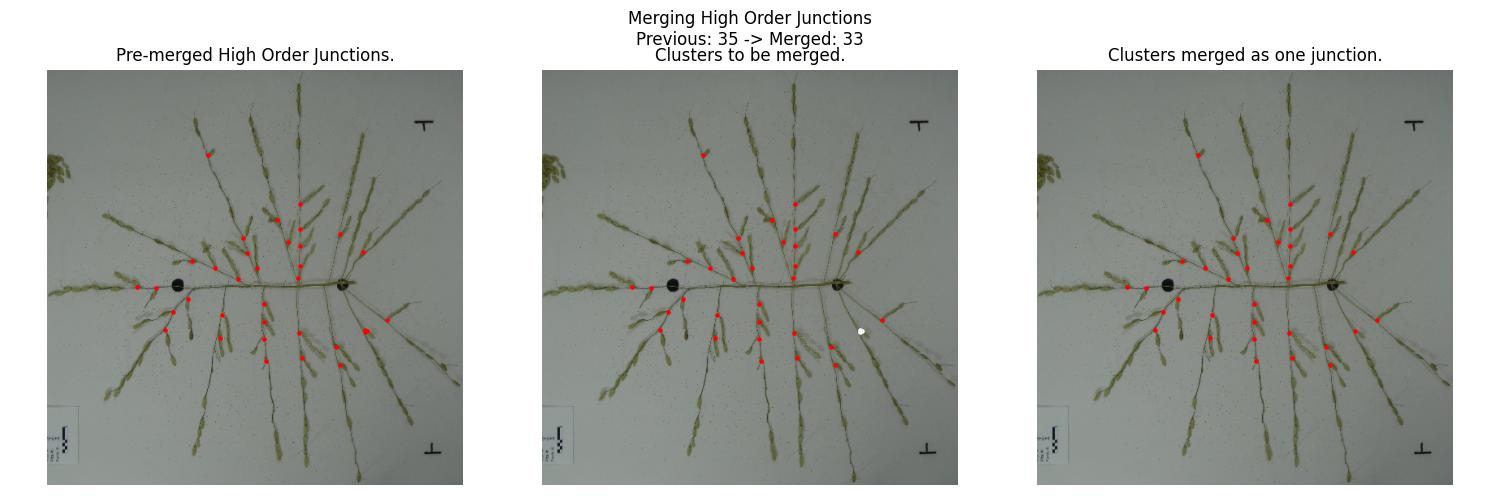 Merging High Order Junctions
Previous: 35 -> Merged: 33
Pre-merged High Order Junctions.
Clusters to be merged.
Clusters merged as one junction.